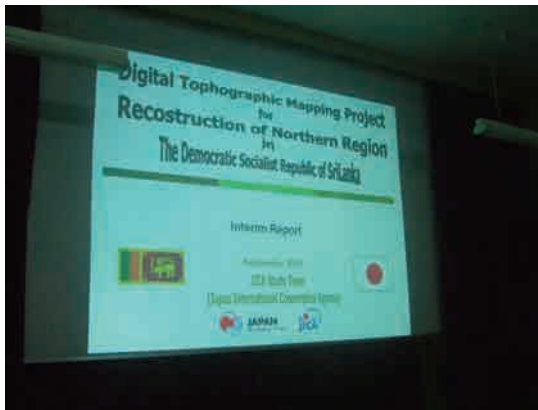 Digital Tophographic Mapping Project
for
Recostruction of Northern Region
in
The Democratic Socialist Republic of SriLanka
Interim Report
JICA Study Team
(Japan International Cooperation Agency)
JAPAN
jica